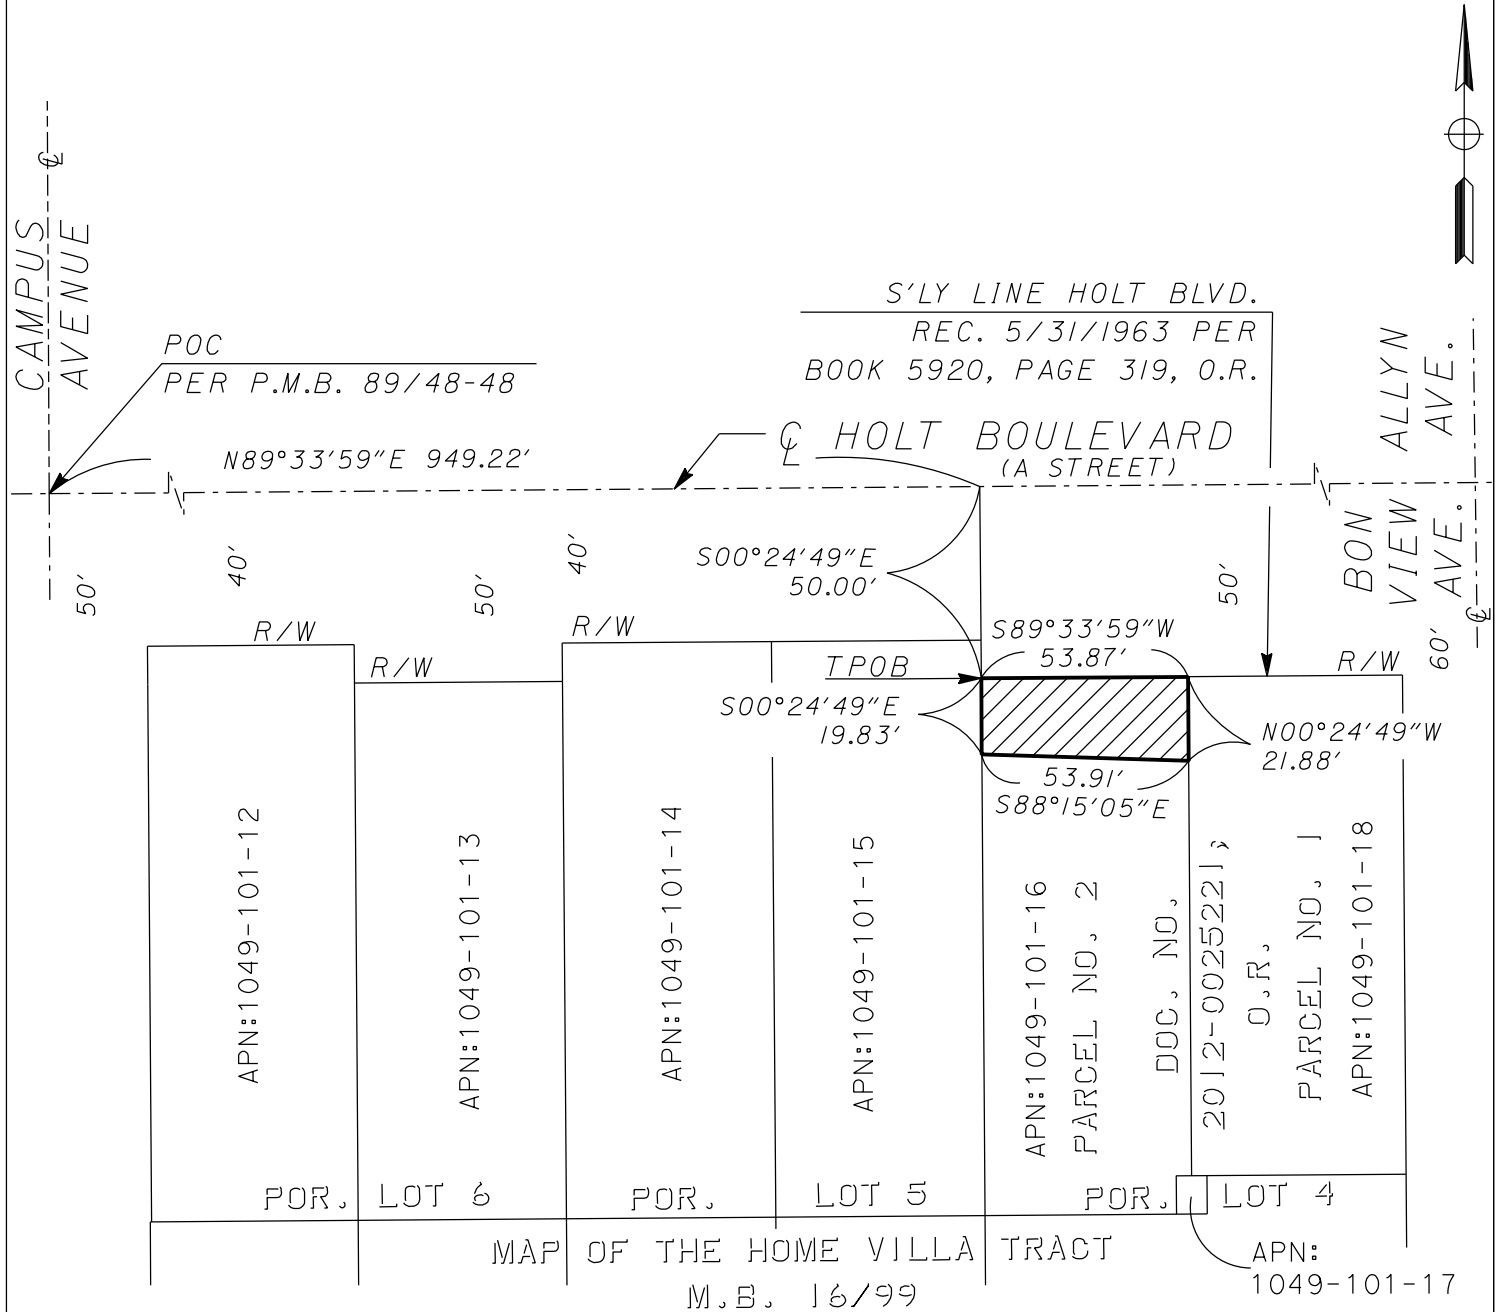 CAMPUS
AVENUE
℄
POC
PER P.M.B. 89/48-48
N89°33'59"E 949.22'
S'LY LINE HOLT BLVD.
REC. 5/31/1963 PER
BOOK 5920, PAGE 319, O.R.
℄ HOLT BOULEVARD
(A STREET)
ALLYN
AVE.
BON
VIEW
AVE.
℄
50'
40'
50'
40'
50'
60'
S00°24'49"E
50.00'
R/W
R/W
R/W
R/W
S89°33'59"W
53.87'
TPOB
S00°24'49"E
19.83'
N00°24'49"W
21.88'
53.91'
S88°15'05"E
APN:1049-101-12
APN:1049-101-13
APN:1049-101-14
APN:1049-101-15
APN:1049-101-16
PARCEL NO. 2
DOC. NO.
2012-0025221,
O.R.
PARCEL NO. 1
APN:1049-101-18
POR. LOT 6
POR. LOT 5
POR. LOT 4
MAP OF THE HOME VILLA TRACT
M.B. 16/99
APN:
1049-101-17